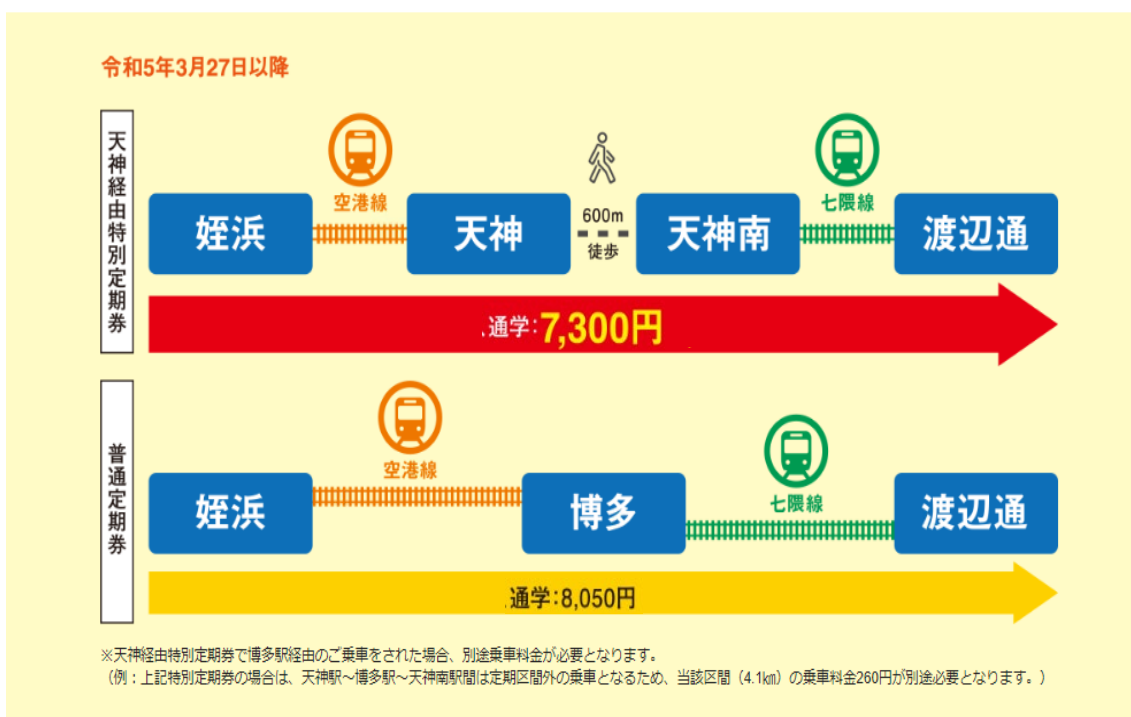 令和5年3月27日以降
天神経由特別定期券
空港線
七隈線
姪浜
天神
600m
徒歩
天神南
渡辺通
通学:7,300円
普通定期券
空港線
七隈線
姪浜
博多
渡辺通
通学:8,050円
※天神経由特別定期券で博多駅経由のご乗車をされた場合、別途乗車料金が必要となります。
(例:上記特別定期券の場合は、天神駅～博多駅～天神南駅間は定期区間外の乗車となるため、当該区間(4.1㎞)の乗車料金260円が別途必要となります。)